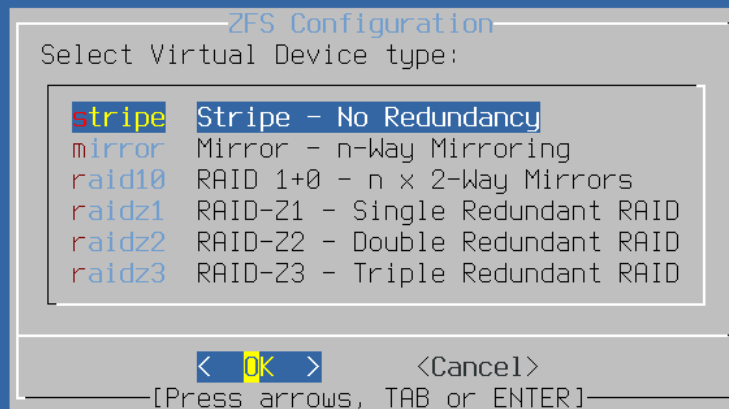 ZFS Configuration
Select Virtual Device type:
stripe Stripe - No Redundancy
mirror Mirror - n-Way Mirroring
raid10 RAID 1+0 - n x 2-Way Mirrors
raidz1 RAID-Z1 - Single Redundant RAID
raidz2 RAID-Z2 - Double Redundant RAID
raidz3 RAID-Z3 - Triple Redundant RAID
< OK > <Cancel>
[Press arrows, TAB or ENTER]